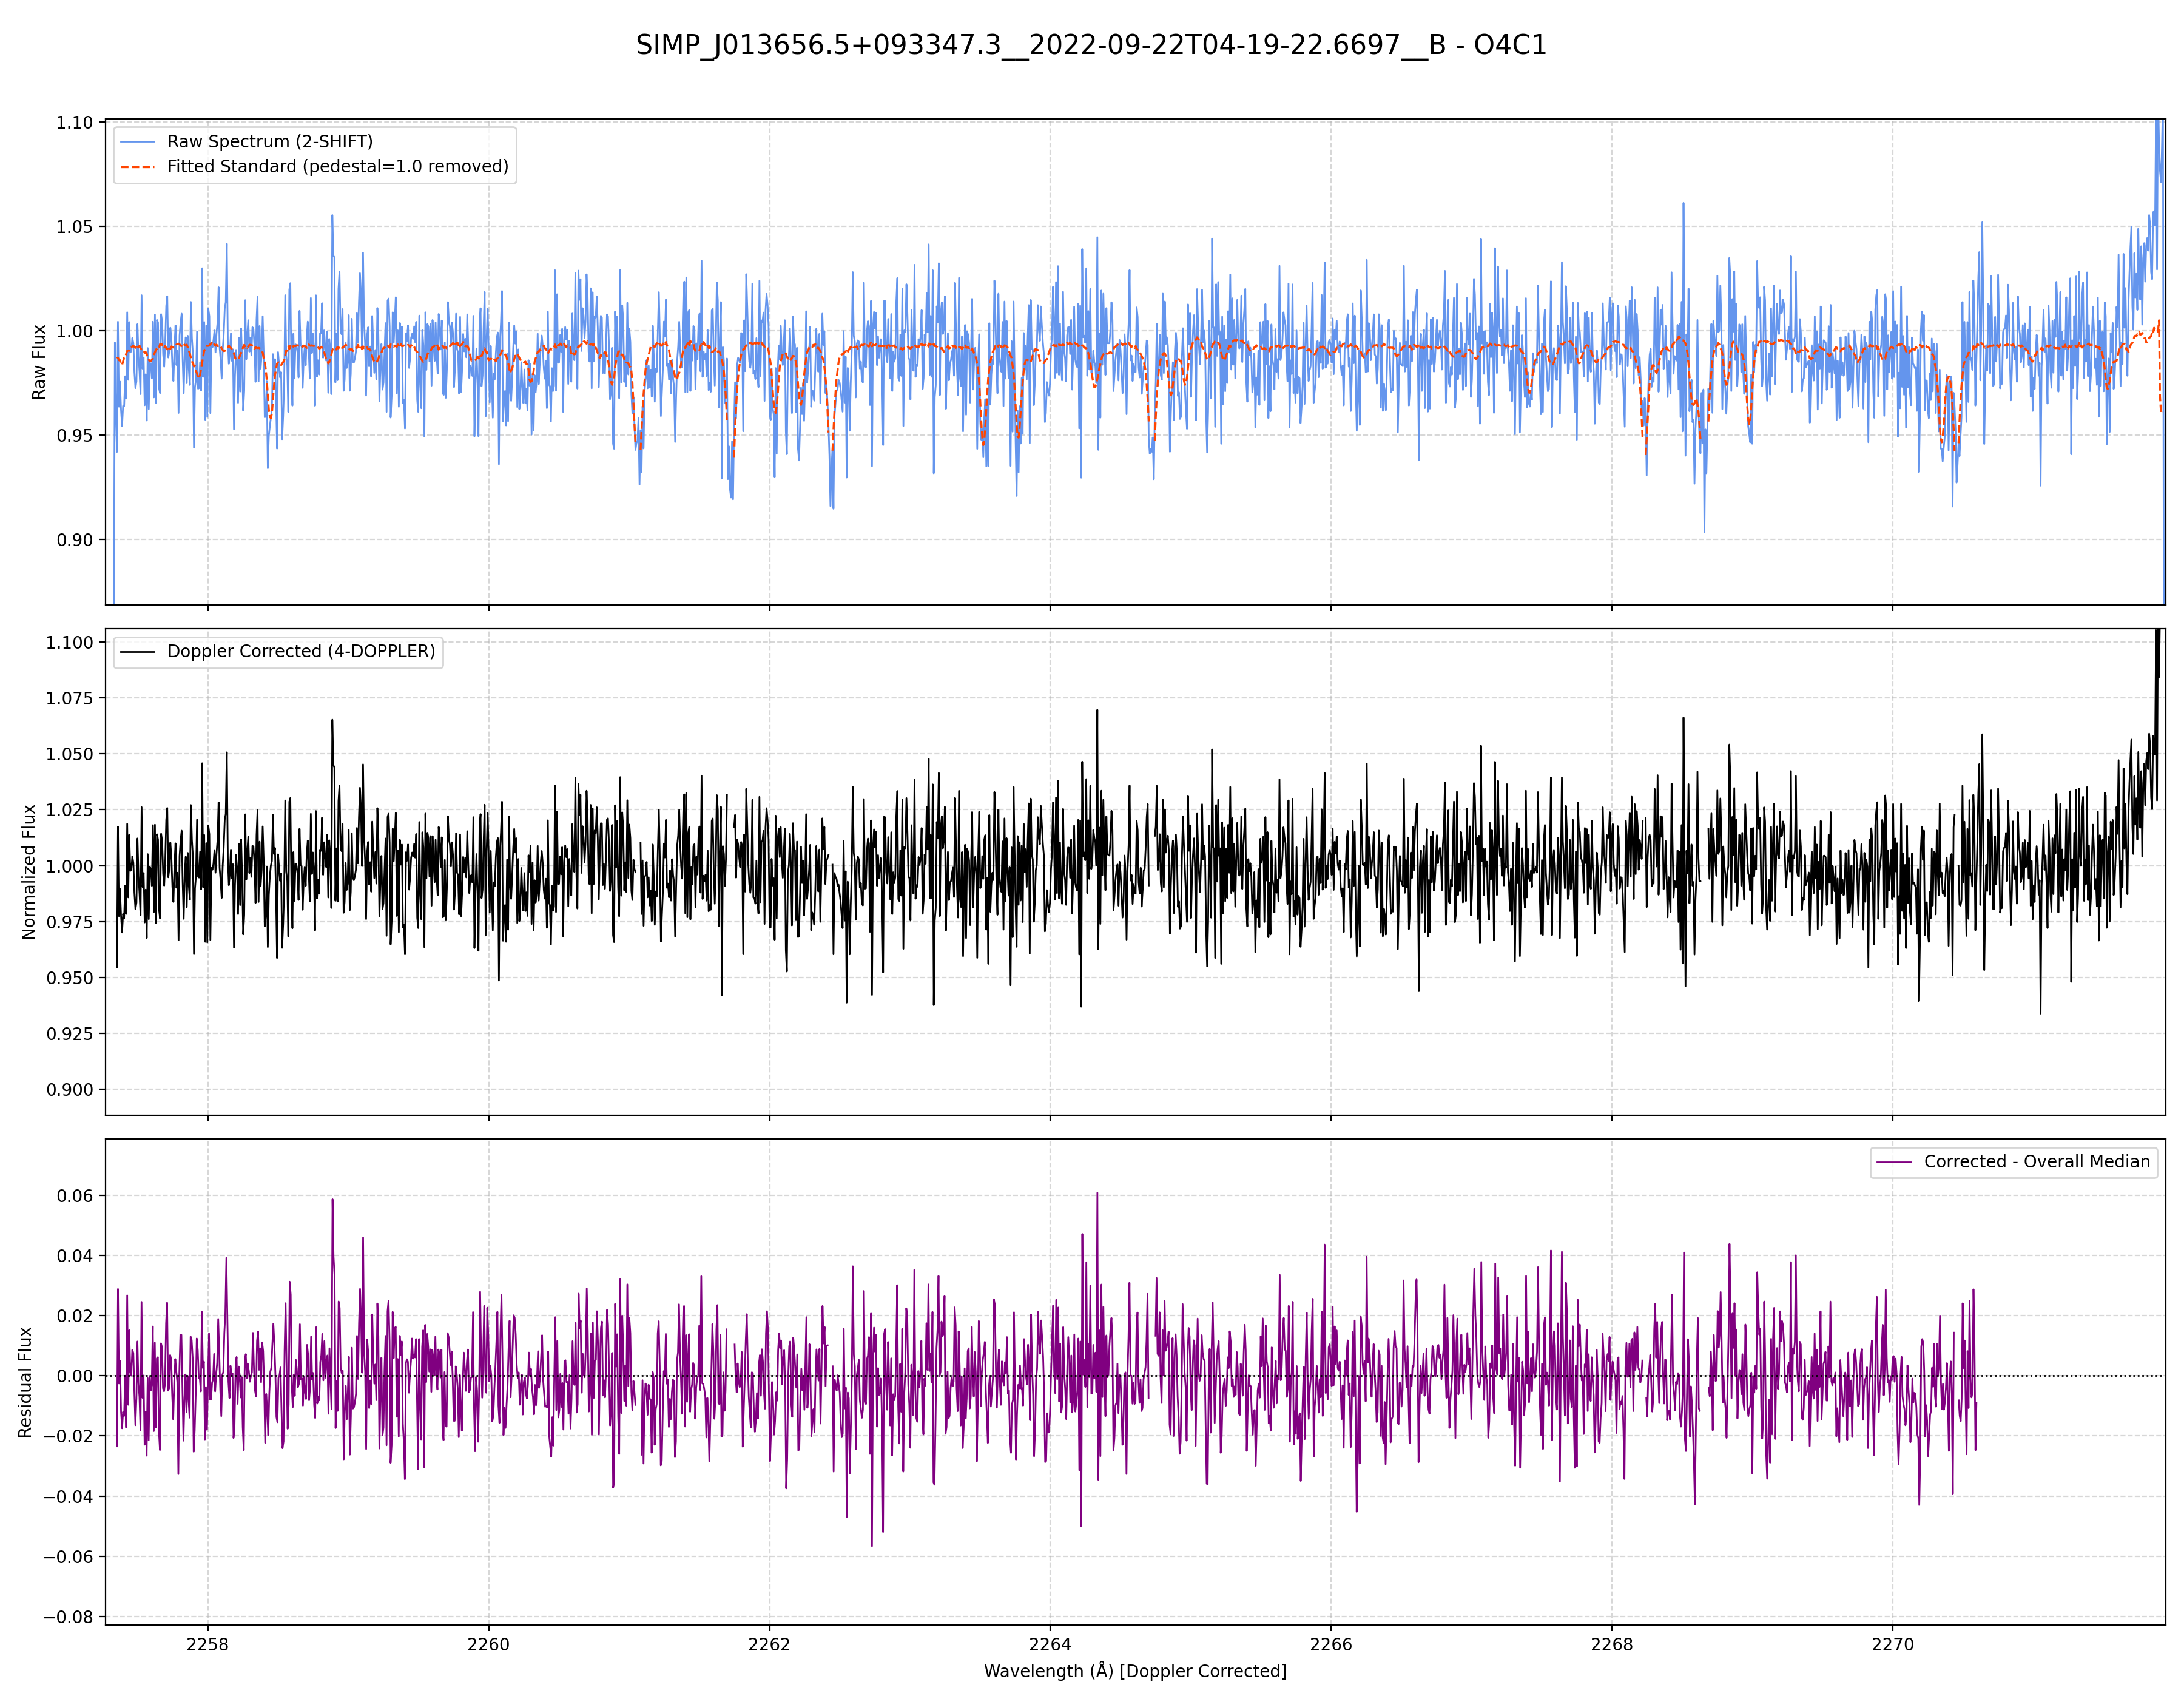 SIMP_J013656.5+093347.3__2022-09-22T04-19-22.6697__B - O4C1
1.10
1.05
1.00
0.95
0.90
Raw Flux
Raw Spectrum (2-SHIFT)
Fitted Standard (pedestal=1.0 removed)
1.100
1.075
1.050
1.025
1.000
0.975
0.950
0.925
0.900
Normalized Flux
Doppler Corrected (4-DOPPLER)
0.06
0.04
0.02
0.00
−0.02
−0.04
−0.06
−0.08
Residual Flux
Corrected - Overall Median
2258 2260 2262 2264 2266 2268 2270
Wavelength (Å) [Doppler Corrected]